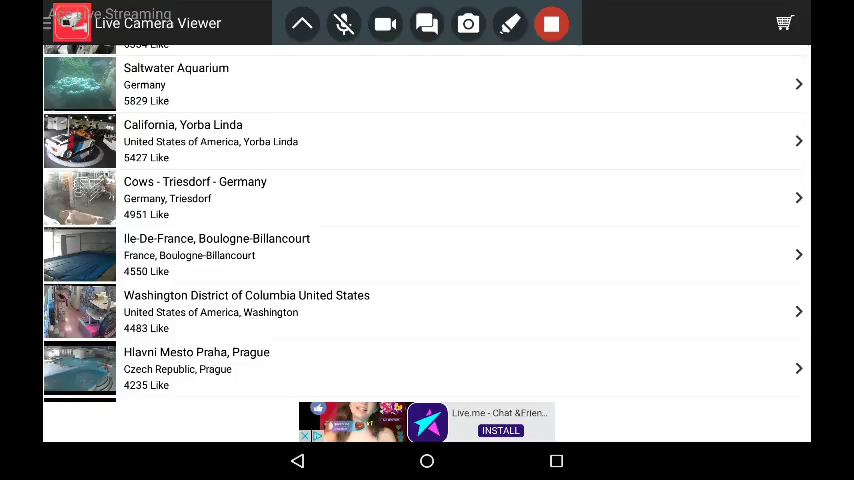 Ace Live Streaming
Live Camera Viewer
Saltwater Aquarium
Germany
5829 Like
California, Yorba Linda
United States of America, Yorba Linda
5427 Like
Cows - Triesdorf - Germany
Germany, Triesdorf
4951 Like
Ile-De-France, Boulogne-Billancourt
France, Boulogne-Billancourt
4550 Like
Washington District of Columbia United States
United States of America, Washington
4483 Like
Hlavni Mesto Praha, Prague
Czech Republic, Prague
4235 Like
Live.me - Chat &Frien...
INSTALL